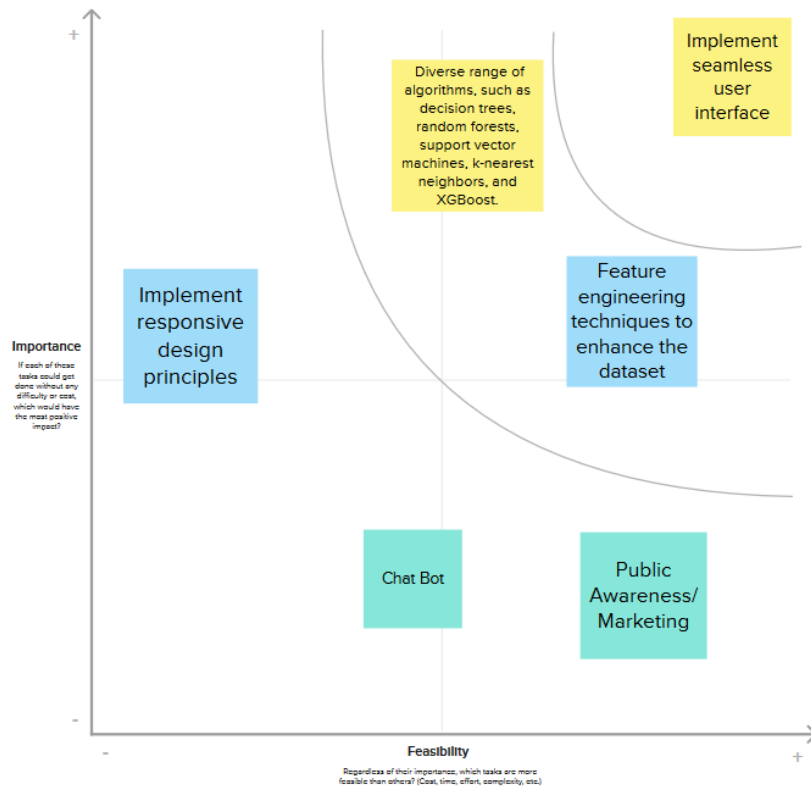 +
Implement
seamless
user
interface
Diverse range of
algorithms, such as
decision trees,
random forests,
support vector
machines, k-nearest
neighbors, and
XGBoost.
Implement
responsive
design
principles
Feature
engineering
techniques to
enhance the
dataset
Importance
If each of these
tasks could get
done without any
difficulty or cost,
which would have
the most positive
impact?
Chat Bot
Public
Awareness/
Marketing
-
-
Feasibility
+
Regardless of their importance, which tasks are more
feasible than others? (Cost, time, effort, complexity, etc.)